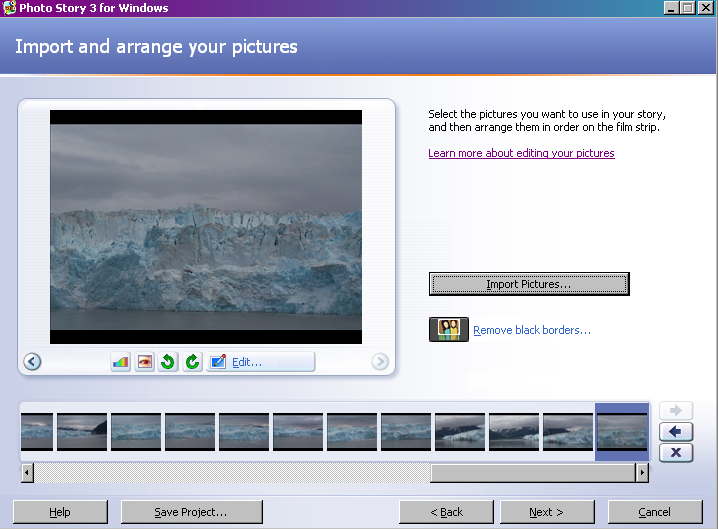 Photo Story 3 for Windows
Import and arrange your pictures
Select the pictures you want to use in your story,
and then arrange them in order on the film strip.
Learn more about editing your pictures
Import Pictures...
Remove black borders...
Edit...
Help
Save Project...
< Back
Next >
Cancel